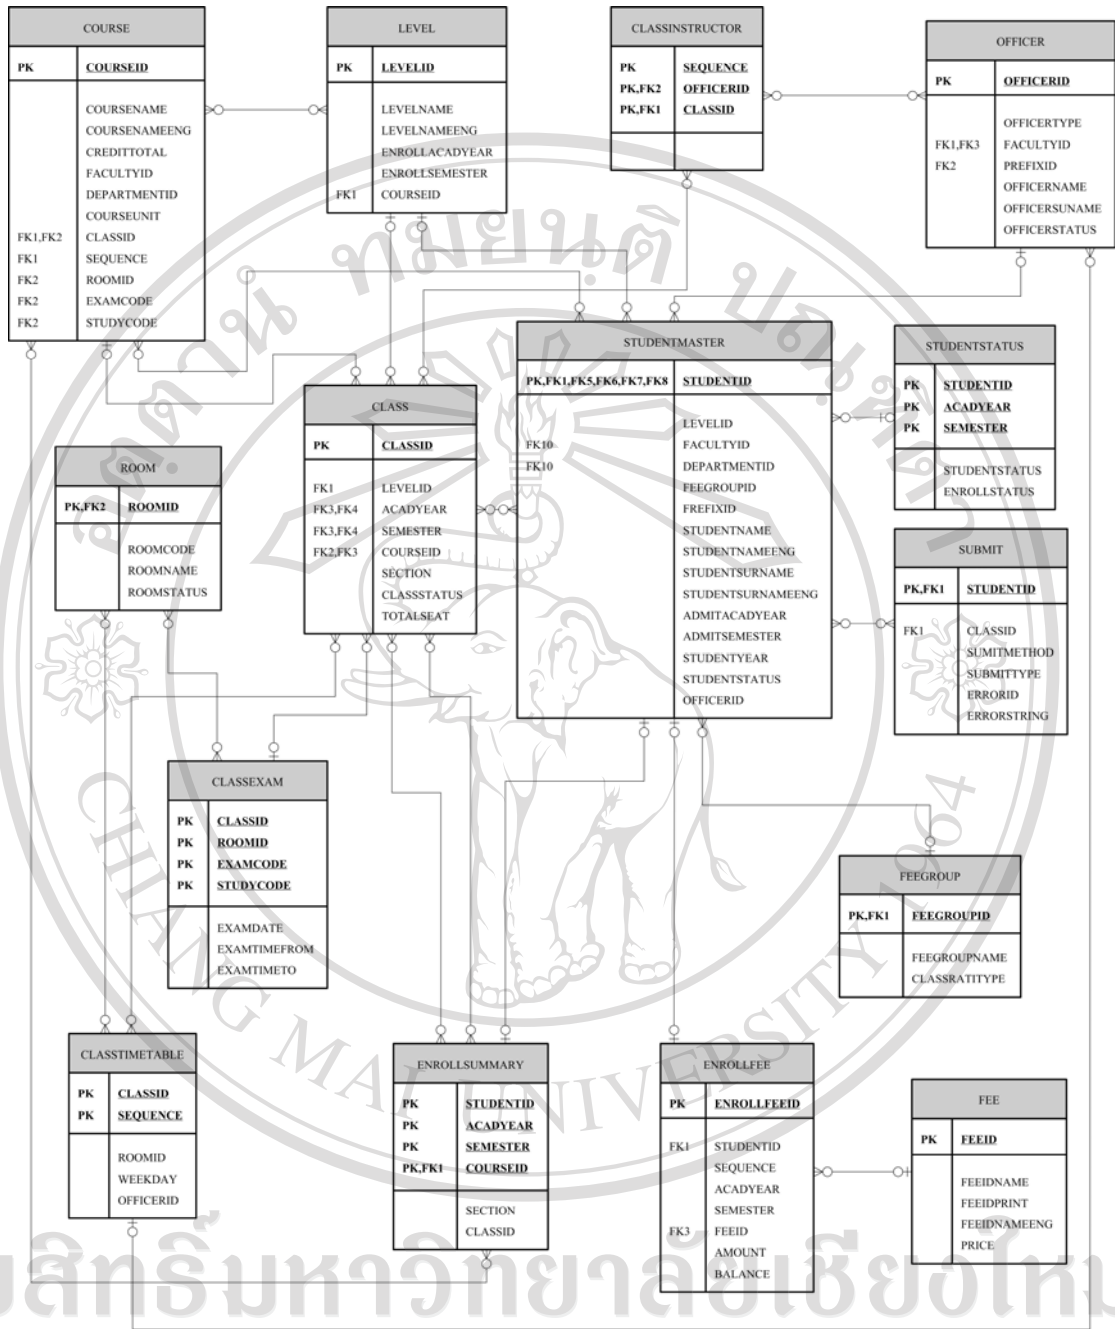 COURSE
PK COURSEID
COURSENAME
COURSENAMEENG
CREDITTOTAL
FACULTYID
DEPARTMENTID
COURSEUNIT
FK1,FK2 CLASSID
FK1 SEQUENCE
FK2 ROOMID
FK2 EXAMCODE
FK2 STUDYCODE
LEVEL
PK LEVELID
LEVELNAME
LEVELNAMEENG
ENROLLACADYEAR
ENROLLSEMESTER
FK1 COURSEID
CLASSINSTRUCTOR
PK SEQUENCE
PK,FK2 OFFICERID
PK,FK1 CLASSID
OFFICER
PK OFFICERID
OFFICERTYPE
FK1,FK3 FACULTYID
FK2 PREFIXID
OFFICERNAME
OFFICERSUNAME
OFFICERSTATUS
STUDENTMASTER
PK,FK1,FK5,FK6,FK7,FK8 STUDENTID
LEVELID
FK10 FACULTYID
FK10 DEPARTMENTID
FEEGROUPID
FREFIXID
STUDENTNAME
STUDENTNAMEENG
STUDENTSURNAME
STUDENTSURNAMEENG
ADMITACADYEAR
ADMITSEMESTER
STUDENTYEAR
STUDENTSTATUS
OFFICERID
STUDENTSTATUS
PK STUDENTID
PK ACADYEAR
PK SEMESTER
STUDENTSTATUS
ENROLLSTATUS
CLASS
PK CLASSID
FK1 LEVELID
FK3,FK4 ACADYEAR
FK3,FK4 SEMESTER
FK2,FK3 COURSEID
SECTION
CLASSSTATUS
TOTALSEAT
ROOM
PK,FK2 ROOMID
ROOMCODE
ROOMNAME
ROOMSTATUS
SUBMIT
PK,FK1 STUDENTID
FK1 CLASSID
SUMITMETHOD
SUBMITTYPE
ERRORID
ERRORSTRING
CLASSEXAM
PK CLASSID
PK ROOMID
PK EXAMCODE
PK STUDYCODE
EXAMDATE
EXAMTIMEFROM
EXAMTIMETO
FEEGROUP
PK,FK1 FEEGROUPID
FEEGROUPNAME
CLASSRATITYPE
CLASSTIMETABLE
PK CLASSID
PK SEQUENCE
ROOMID
WEEKDAY
OFFICERID
ENROLLSUMMARY
PK STUDENTID
PK ACADYEAR
PK SEMESTER
PK,FK1 COURSEID
SECTION
CLASSID
ENROLLFEE
PK ENROLLFEEID
FK1 STUDENTID
SEQUENCE
ACADYEAR
SEMESTER
FK3 FEEID
AMOUNT
BALANCE
FEE
PK FEEID
FEEIDNAME
FEEIDPRINT
FEEIDNAMEENG
PRICE
CHIANG MAI UNIVERSITY 1964